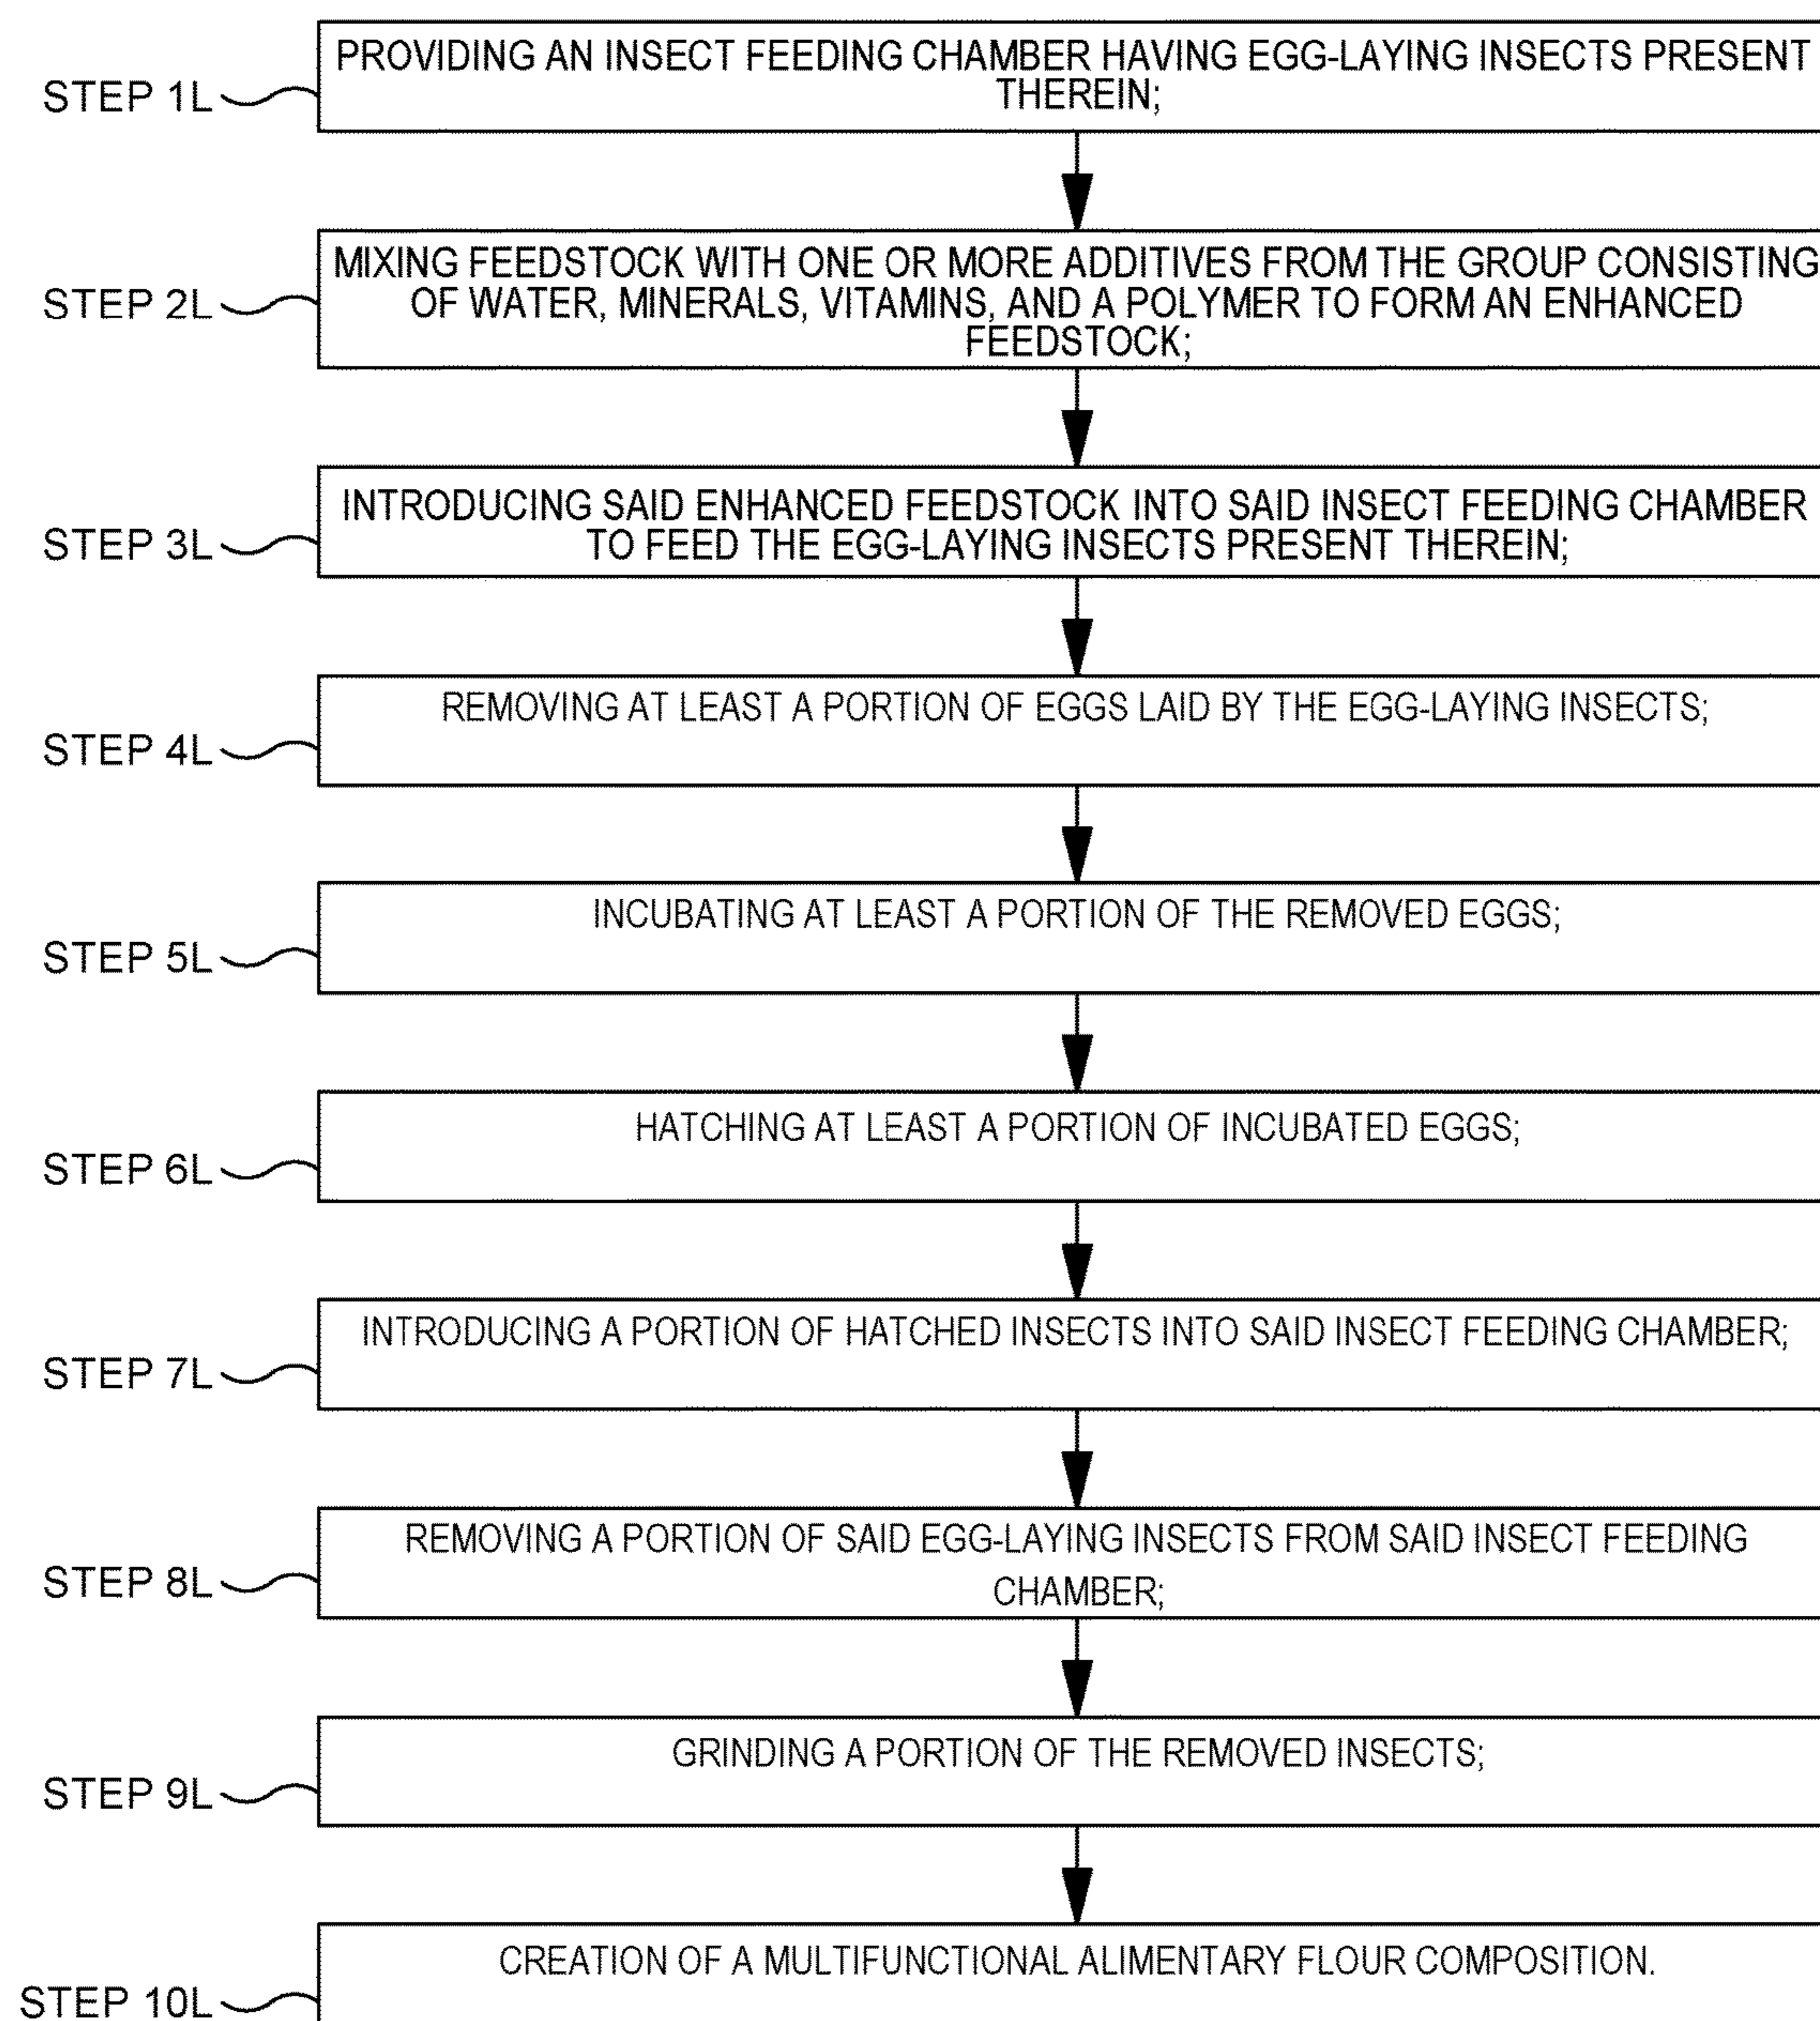 STEP 1L
PROVIDING AN INSECT FEEDING CHAMBER HAVING EGG-LAYING INSECTS PRESENT
THEREIN;
STEP 2L
MIXING FEEDSTOCK WITH ONE OR MORE ADDITIVES FROM THE GROUP CONSISTING
OF WATER, MINERALS, VITAMINS, AND A POLYMER TO FORM AN ENHANCED
FEEDSTOCK;
STEP 3L
INTRODUCING SAID ENHANCED FEEDSTOCK INTO SAID INSECT FEEDING CHAMBER
TO FEED THE EGG-LAYING INSECTS PRESENT THEREIN;
STEP 4L
REMOVING AT LEAST A PORTION OF EGGS LAID BY THE EGG-LAYING INSECTS;
STEP 5L
INCUBATING AT LEAST A PORTION OF THE REMOVED EGGS;
STEP 6L
HATCHING AT LEAST A PORTION OF INCUBATED EGGS;
STEP 7L
INTRODUCING A PORTION OF HATCHED INSECTS INTO SAID INSECT FEEDING CHAMBER;
STEP 8L
REMOVING A PORTION OF SAID EGG-LAYING INSECTS FROM SAID INSECT FEEDING
CHAMBER;
STEP 9L
GRINDING A PORTION OF THE REMOVED INSECTS;
STEP 10L
CREATION OF A MULTIFUNCTIONAL ALIMENTARY FLOUR COMPOSITION.